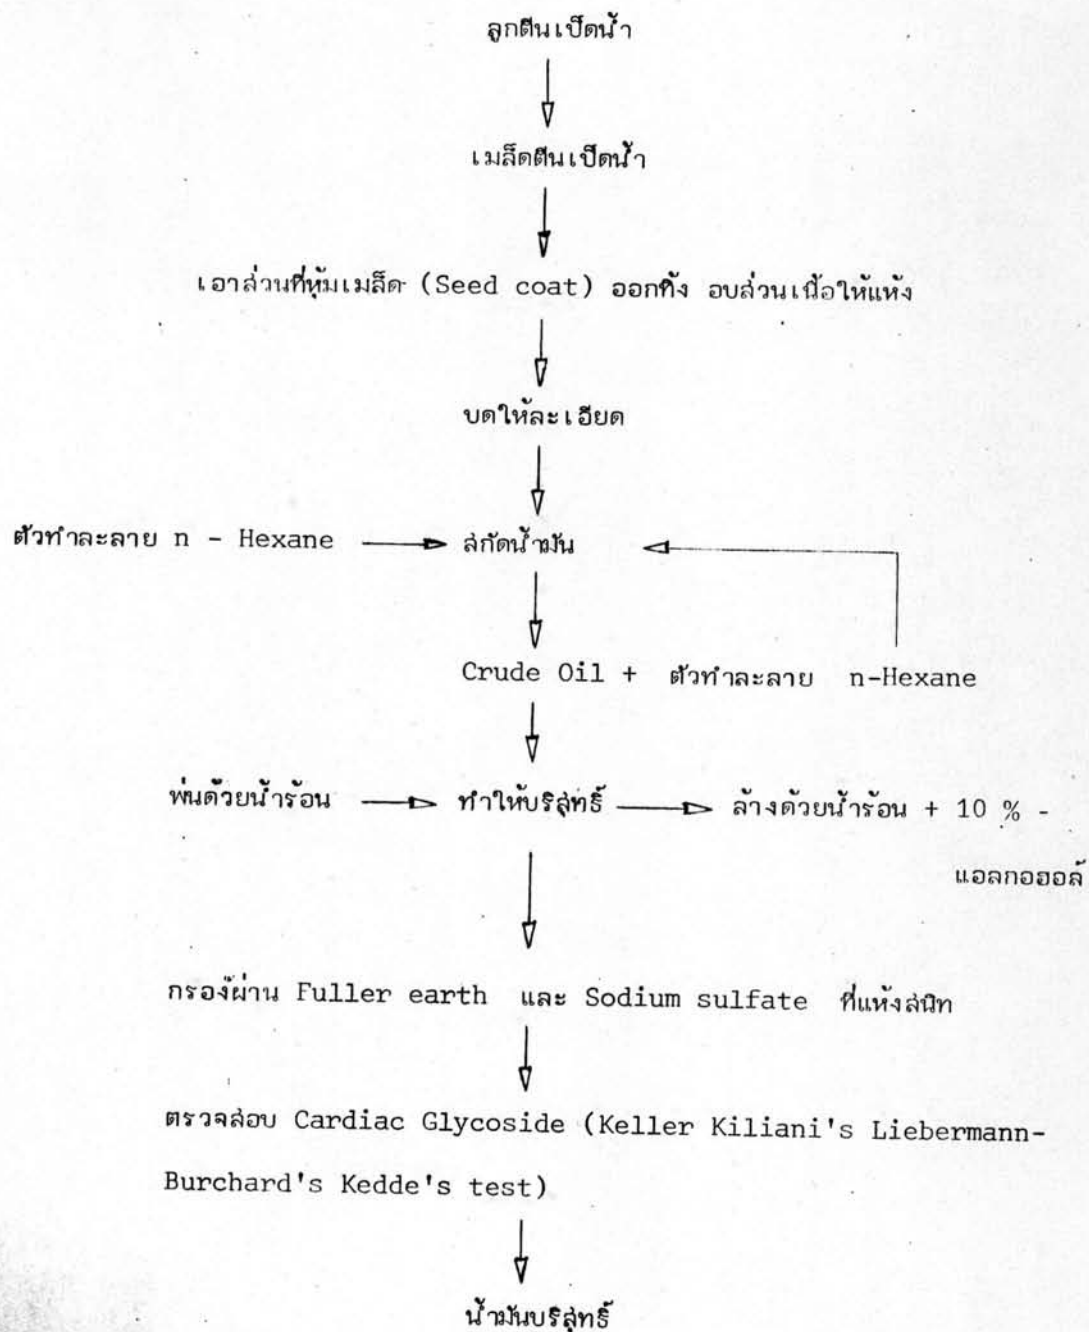 ลูกตีนเป็ดน้ำ
เมล็ดตีนเป็ดน้ำ
เอาส่วนที่หุ้มเมล็ด (Seed coat) ออกทิ้ง อบส่วนเนื้อให้แห้ง
บดให้ละเอียด
ตัวทำละลาย n - Hexane สกัดน้ำมัน
Crude Oil + ตัวทำละลาย n-Hexane
พ่นด้วยน้ำร้อน ทำให้บริสุทธิ์ ล้างด้วยน้ำร้อน + 10 % -
แอลกอฮอล์
กรองผ่าน Fuller earth และ Sodium sulfate ที่แห้งสนิท
ตรวจสอบ Cardiac Glycoside (Keller Kiliani's Liebermann-
Burchard's Kedde's test)
น้ำมันบริสุทธิ์